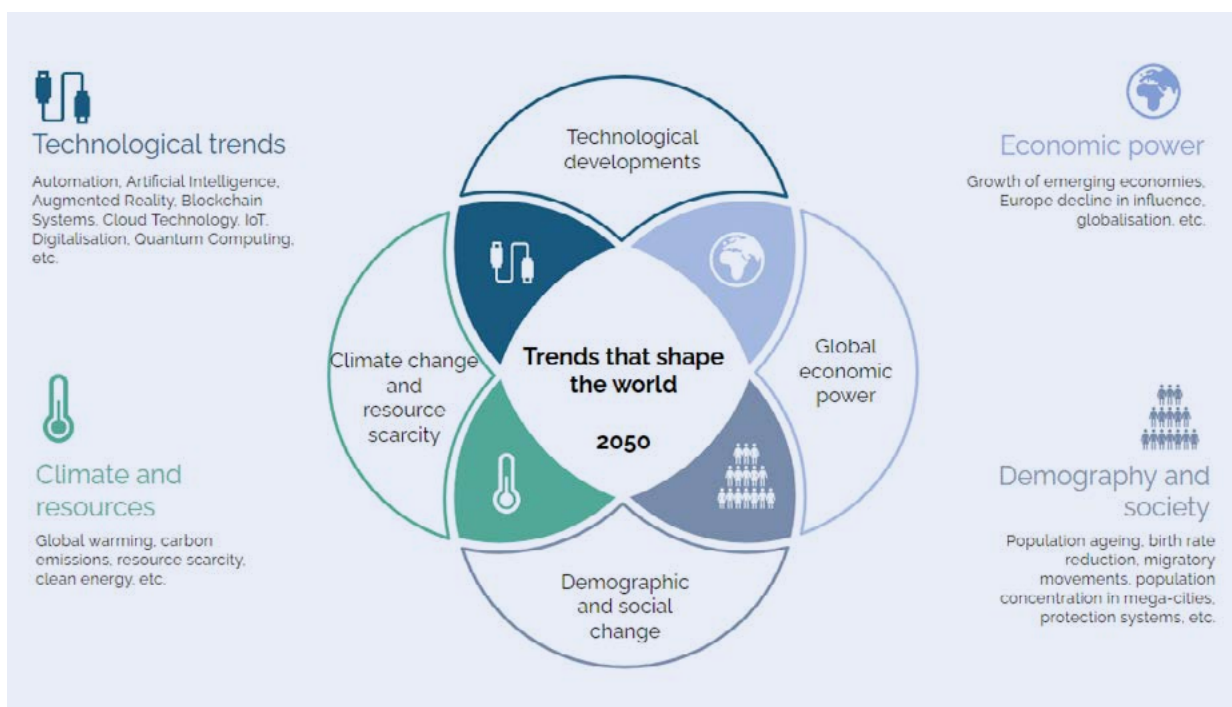 Technological trends
Automation, Artificial Intelligence,
Augmented Reality, Blockchain
Systems, Cloud Technology, IoT,
Digitalisation, Quantum Computing,
etc.
Climate and
resources
Global warming, carbon
emissions, resource scarcity,
clean energy, etc.
Technological
developments
Climate change
and
resource
scarcity
Trends that shape
the world
2050
Global
economic
power
Demographic
and social
change
Economic power
Growth of emerging economies,
Europe decline in influence,
globalisation, etc.
Demography and
society
Population ageing, birth rate
reduction, migratory
movements, population
concentration in mega-cities,
protection systems, etc.